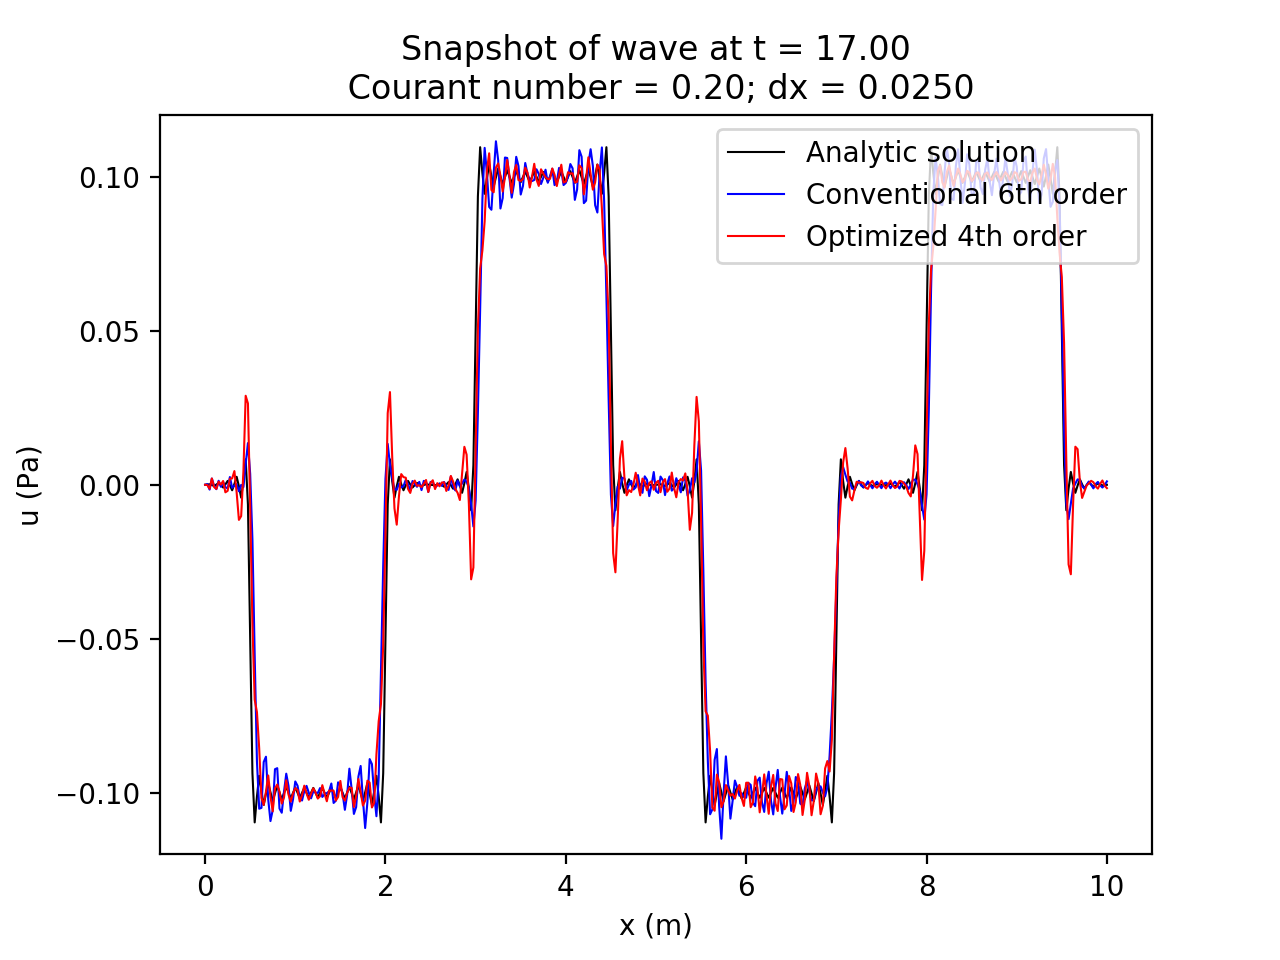 Snapshot of wave at t = 17.00
Courant number = 0.20; dx = 0.0250
Analytic solution
Conventional 6th order
Optimized 4th order
0.10
0.05
0.00
−0.05
−0.10
u (Pa)
0 2 4 6 8 10
x (m)